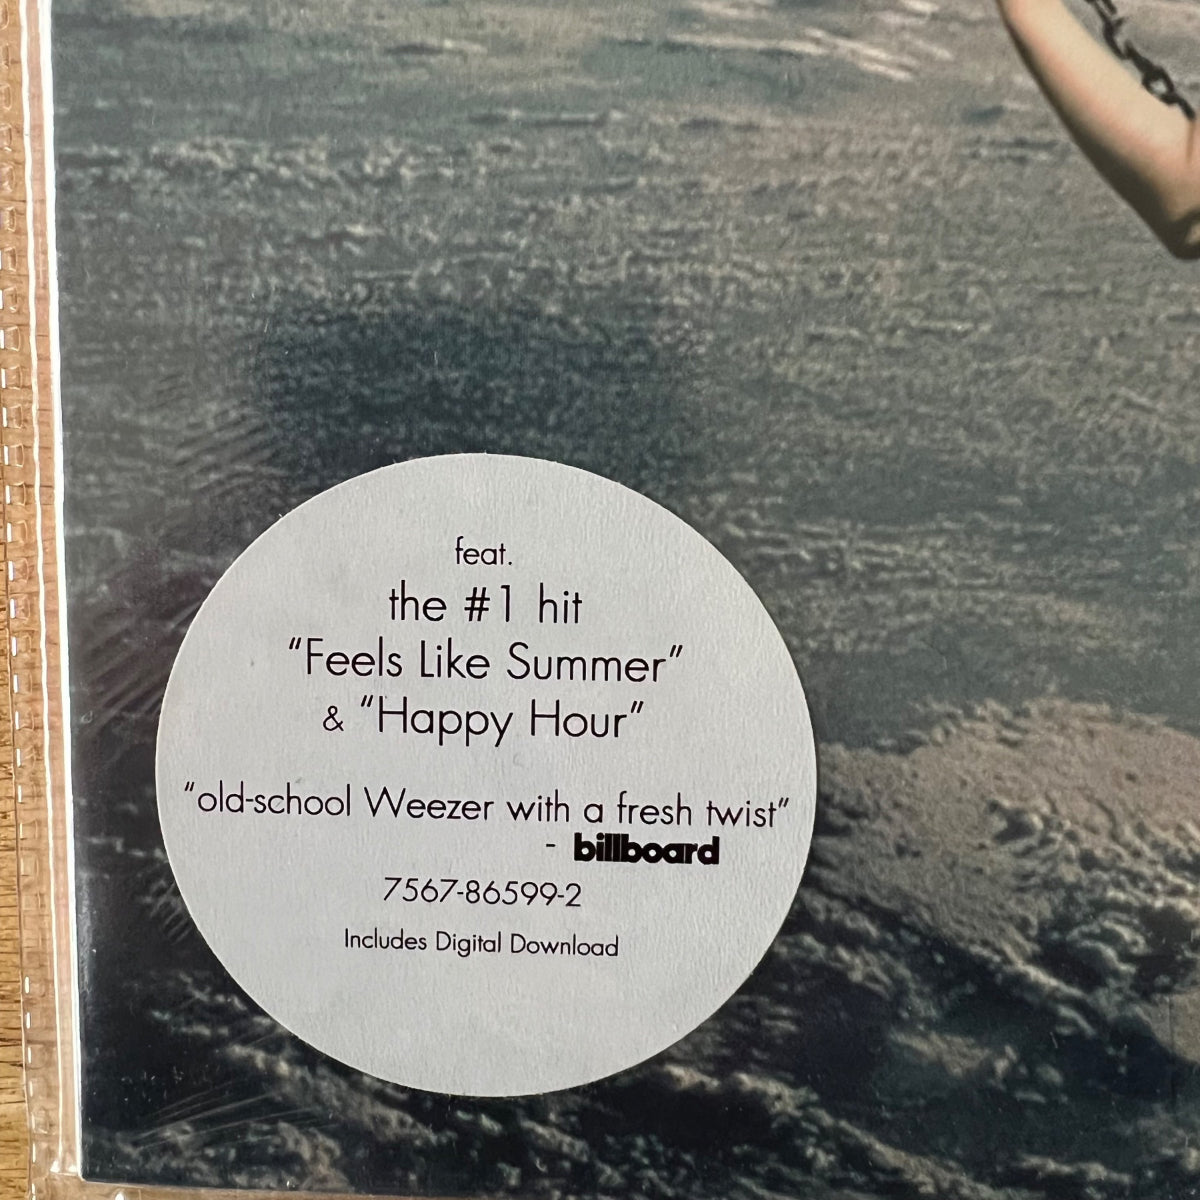 feat.
the #1 hit
"Feels Like Summer"
& "Happy Hour"
"old-school Weezer with a fresh twist"
- billboard
7567-86599-2
Includes Digital Download